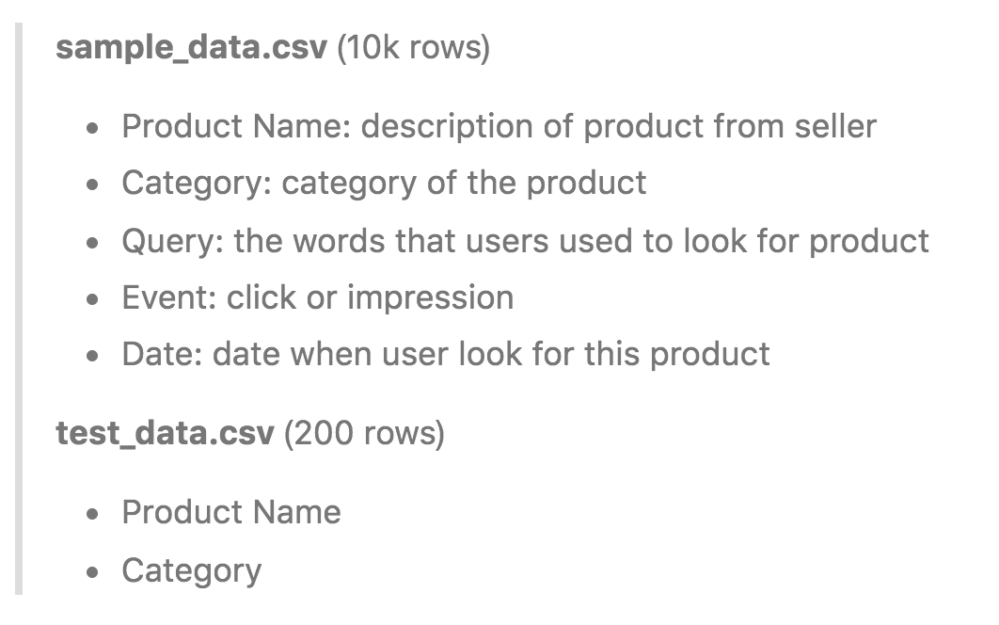 sample_data.csv (10k rows)
• Product Name: description of product from seller
• Category: category of the product
• Query: the words that users used to look for product
• Event: click or impression
• Date: date when user look for this product
test_data.csv (200 rows)
• Product Name
• Category